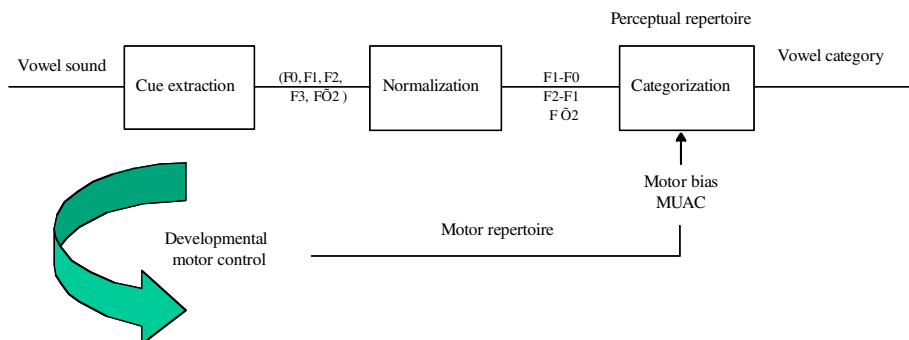 Perceptual repertoire
Vowel sound
Cue extraction
(F0, F1, F2,
F3, FÕ2 )
Normalization
F1-F0
F2-F1
F Õ2
Categorization
Vowel category
Motor bias
MUAC
Motor repertoire
Developmental
motor control